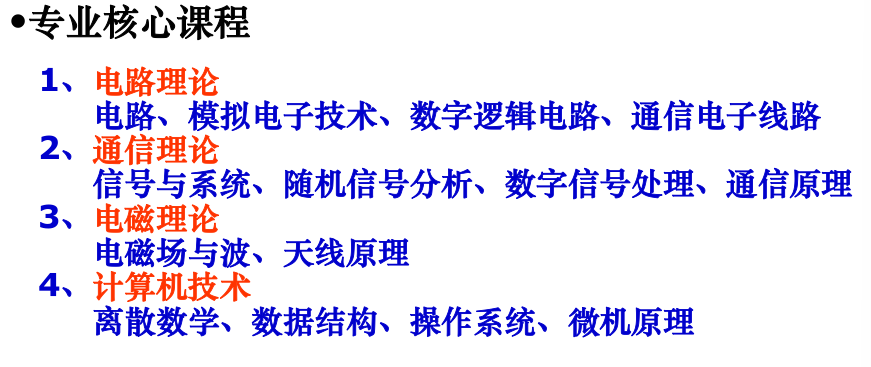 •专业核心课程
1、电路理论
电路、模拟电子技术、数字逻辑电路、通信电子线路
2、通信理论
信号与系统、随机信号分析、数字信号处理、通信原理
3、电磁理论
电磁场与波、天线原理
4、计算机技术
离散数学、数据结构、操作系统、微机原理